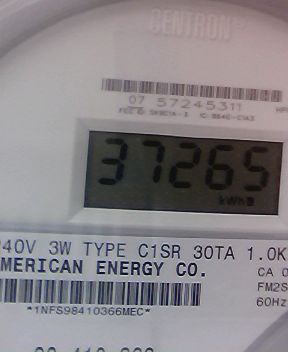 CENTRON
07 57245311
37265
kWh
240V 3W TYPE C1SR 30TA 1.0K
AMERICAN ENERGY CO.
CA 0
FM2S
60Hz
*1NFS98410366MEC*